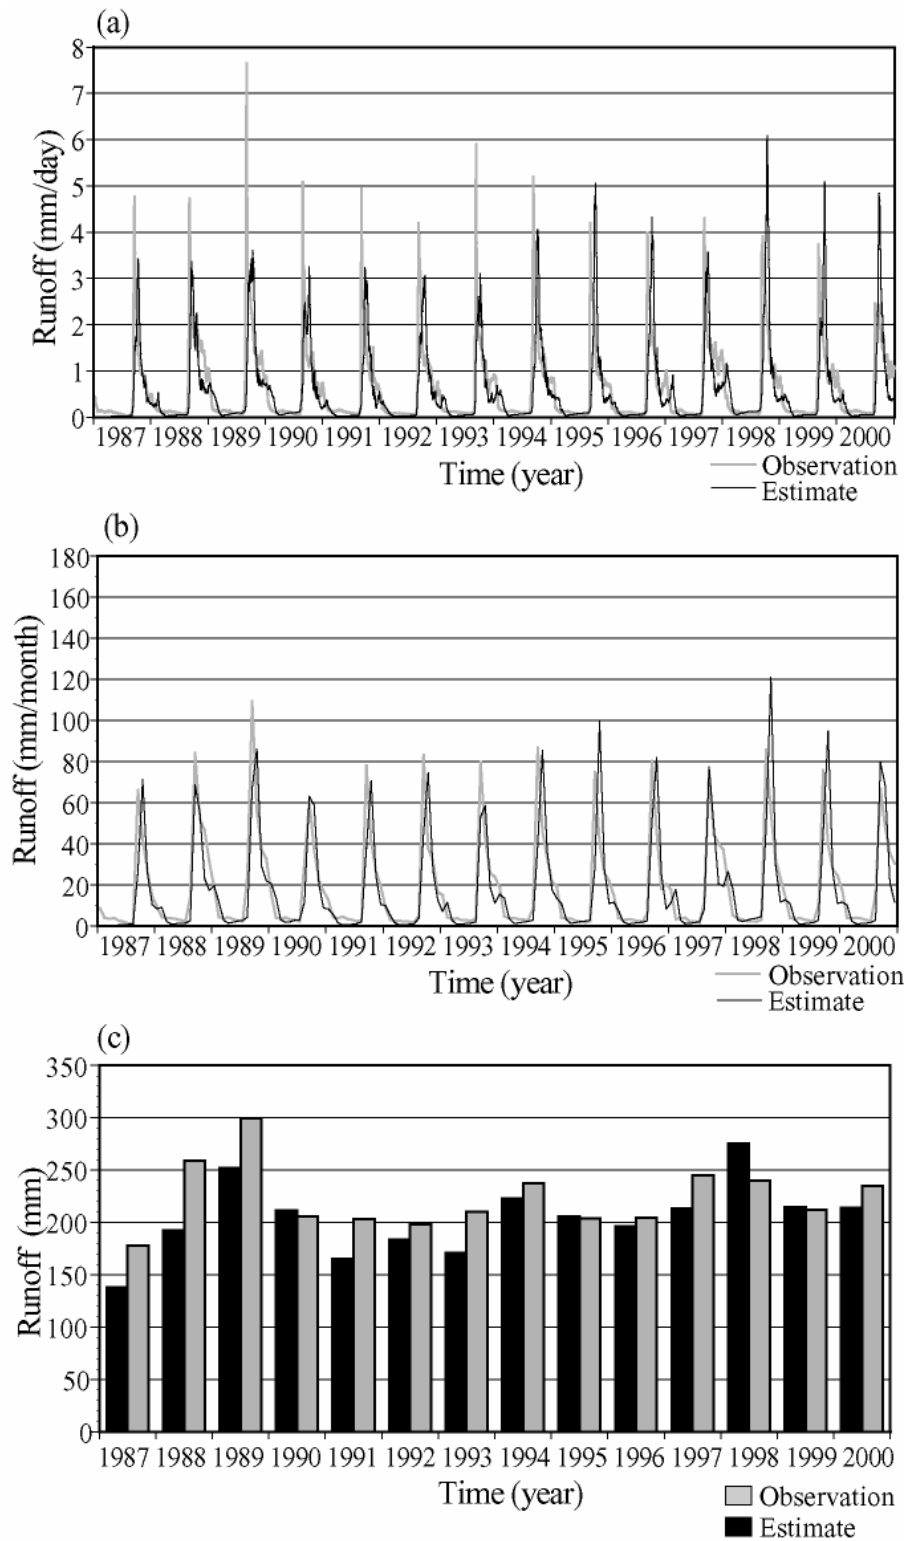 (a)
8
7
6
5
4
3
2
1
0
Runoff (mm/day)
1987 1988 1989 1990 1991 1992 1993 1994 1995 1996 1997 1998 1999 2000
Time (year)
Observation
Estimate
(b)
180
160
140
120
100
80
60
40
20
0
Runoff (mm/month)
1987 1988 1989 1990 1991 1992 1993 1994 1995 1996 1997 1998 1999 2000
Time (year)
Observation
Estimate
(c)
350
300
250
200
150
100
50
0
Runoff (mm)
1987 1988 1989 1990 1991 1992 1993 1994 1995 1996 1997 1998 1999 2000
Time (year)
Observation
Estimate